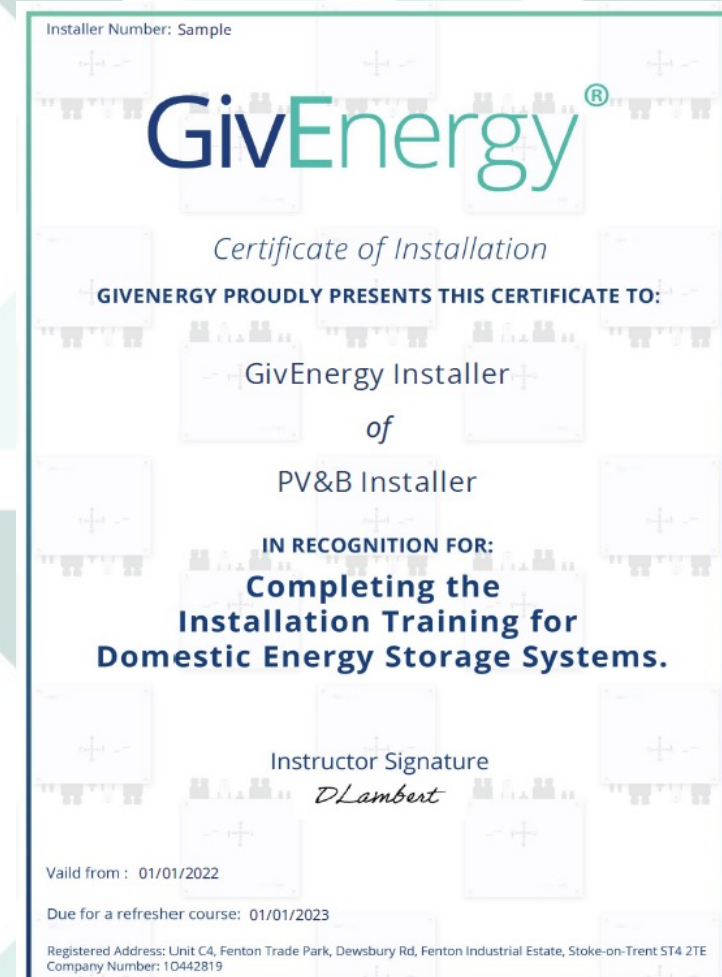 Installer Number: Sample
GivEnergy®
Certificate of Installation
GIVENERGY PROUDLY PRESENTS THIS CERTIFICATE TO:
GivEnergy Installer
of
PV&B Installer
IN RECOGNITION FOR:
Completing the
Installation Training for
Domestic Energy Storage Systems.
Instructor Signature
DLambert
Vaild from : 01/01/2022
Due for a refresher course: 01/01/2023
Registered Address: Unit C4, Fenton Trade Park, Dewsbury Rd, Fenton Industrial Estate, Stoke-on-Trent ST4 2TE
Company Number: 10442819